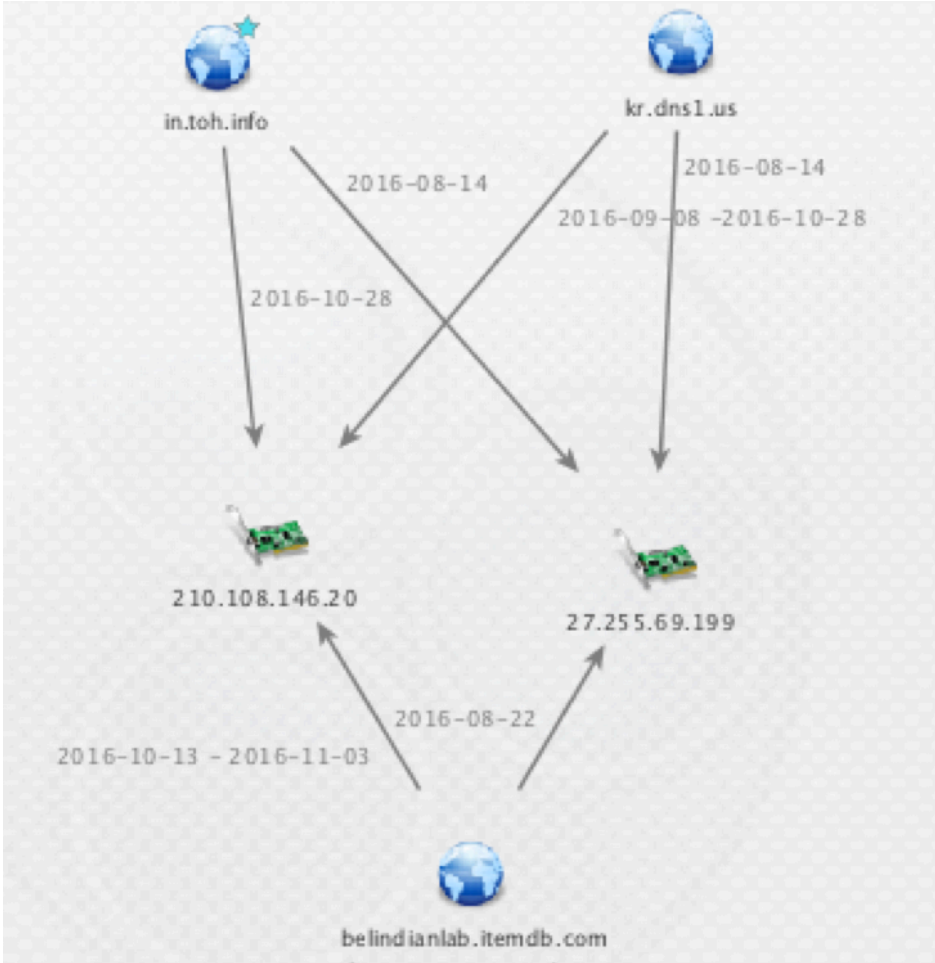 in.toh.info
kr.dns1.us
2016-08-14
2016-08-14
2016-09-08 -2016-10-28
2016-10-28
210.108.146.20
27.255.69.199
2016-08-22
2016-10-13 - 2016-11-03
belindianlab.itemdb.com